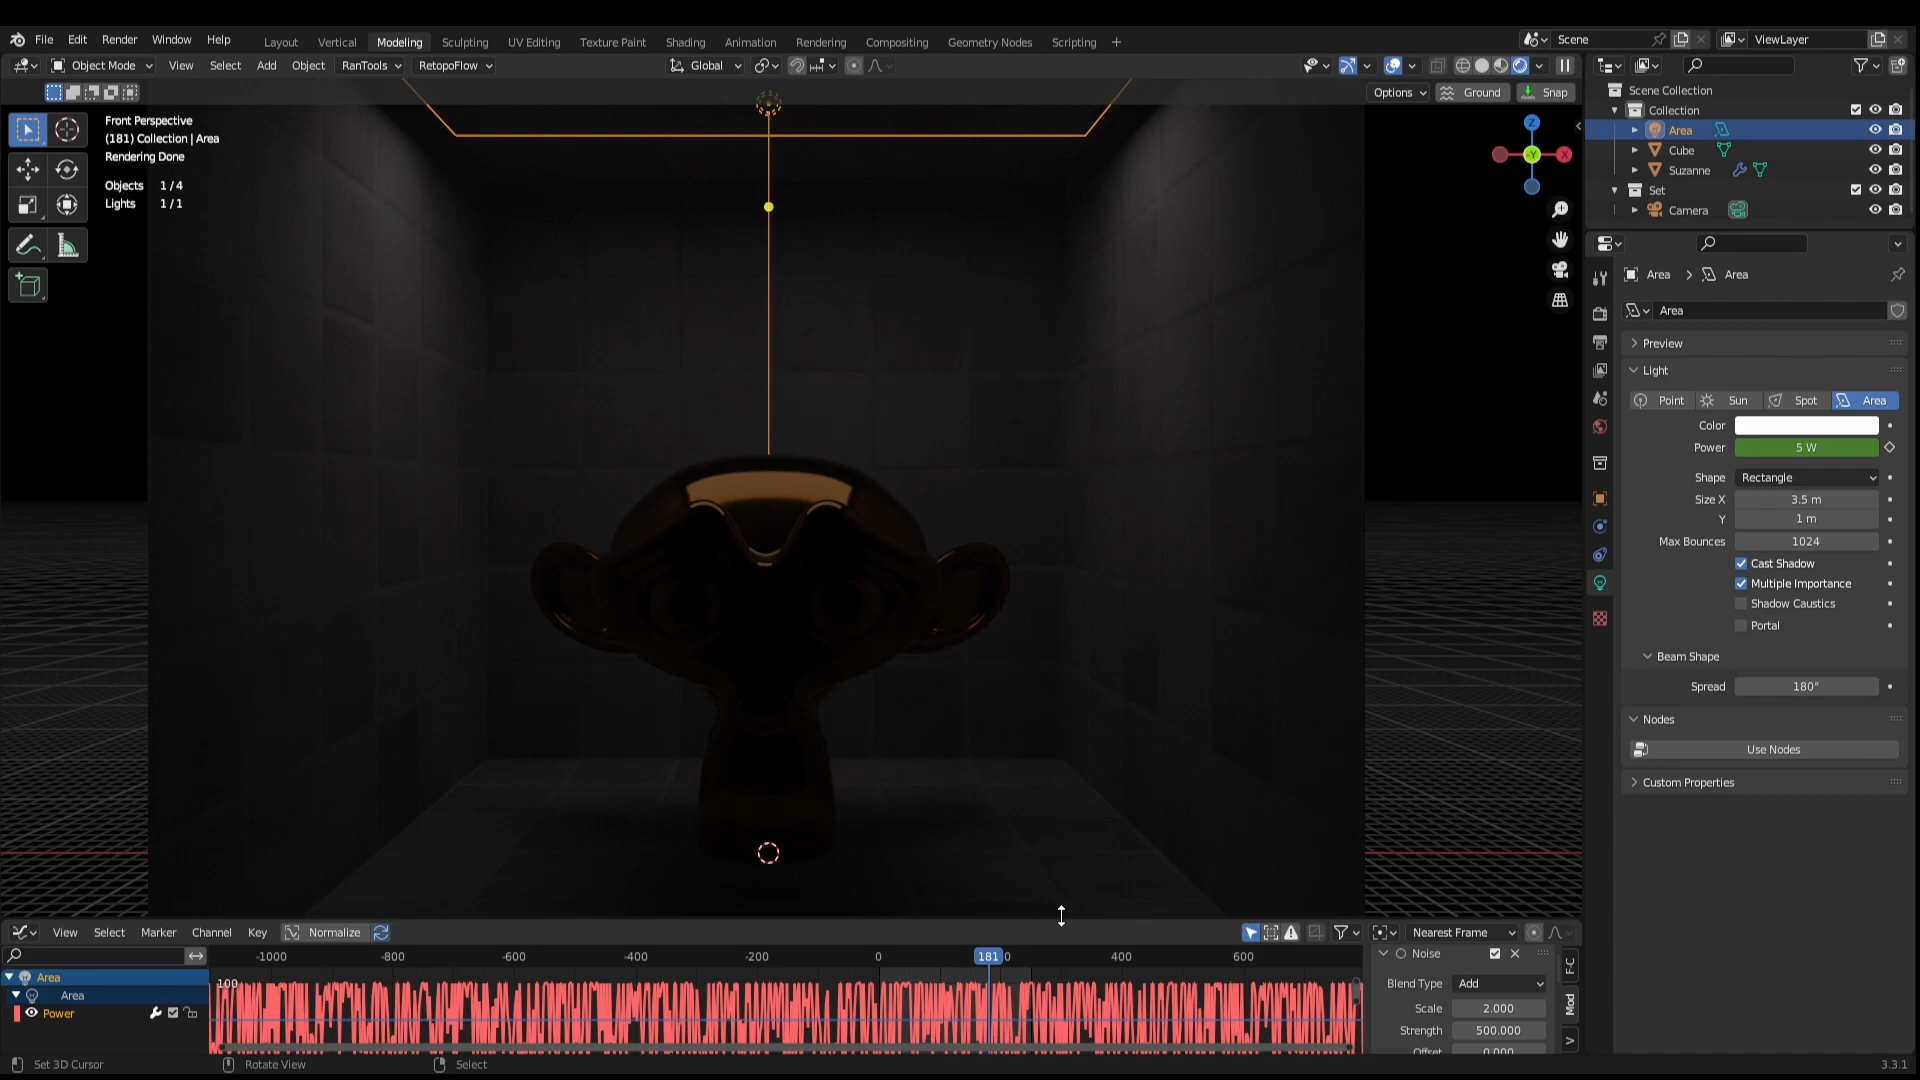 File Edit Render Window Help Layout Vertical Modeling Sculpting UV Editing Texture Paint Shading Animation Rendering Compositing Geometry Nodes Scripting + Scene ViewLayer
Object Mode View Select Add Object RanTools RetopoFlow Global
Options Ground Snap
Front Perspective
(181) Collection | Area
Rendering Done
Objects 1 / 4
Lights 1 / 1
Z
-Y X
Scene Collection
Collection
Area
Cube
Suzanne
Set
Camera
Area > Area
Area
Preview
Light
Point Sun Spot Area
Color
Power 5 W
Shape Rectangle
Size X 3.5 m
Y 1 m
Max Bounces 1024
Cast Shadow
Multiple Importance
Shadow Caustics
Portal
Beam Shape
Spread 180°
Nodes
Use Nodes
Custom Properties
View Select Marker Channel Key Normalize Nearest Frame
-1000 -800 -600 -400 -200 0 181 400 600
Area
Area
Power
100
Noise
Blend Type Add
Scale 2.000
Strength 500.000
Offset 0.000
F-C
Mod
V
Set 3D Cursor Rotate View Select 3.3.1